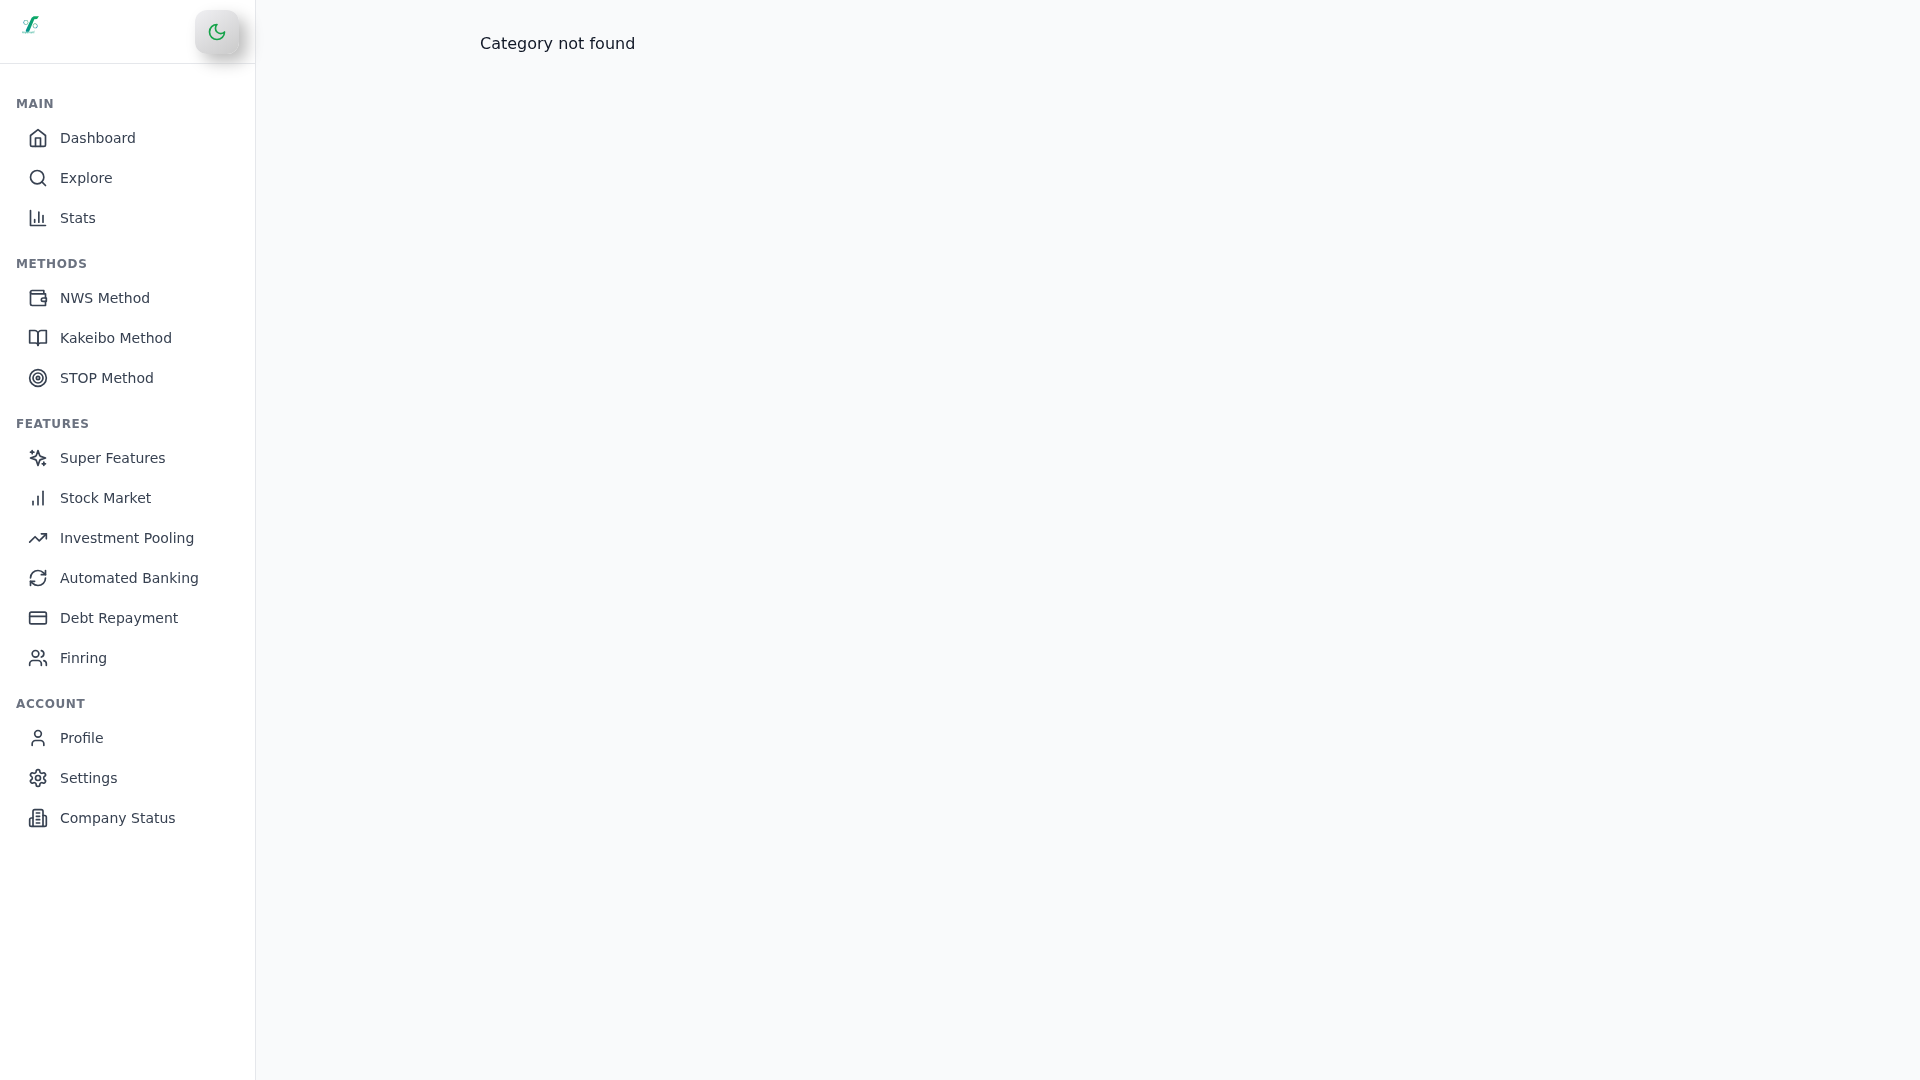 Category not found
MAIN
Dashboard
Explore
Stats
METHODS
NWS Method
Kakeibo Method
STOP Method
FEATURES
Super Features
Stock Market
Investment Pooling
Automated Banking
Debt Repayment
Finring
ACCOUNT
Profile
Settings
Company Status